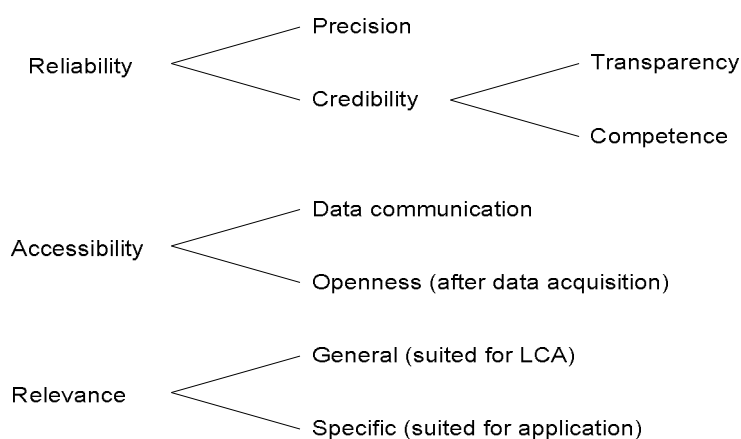 Precision
Reliability
Transparency
Credibility
Competence
Data communication
Accessibility
Openness (after data acquisition)
General (suited for LCA)
Relevance
Specific (suited for application)